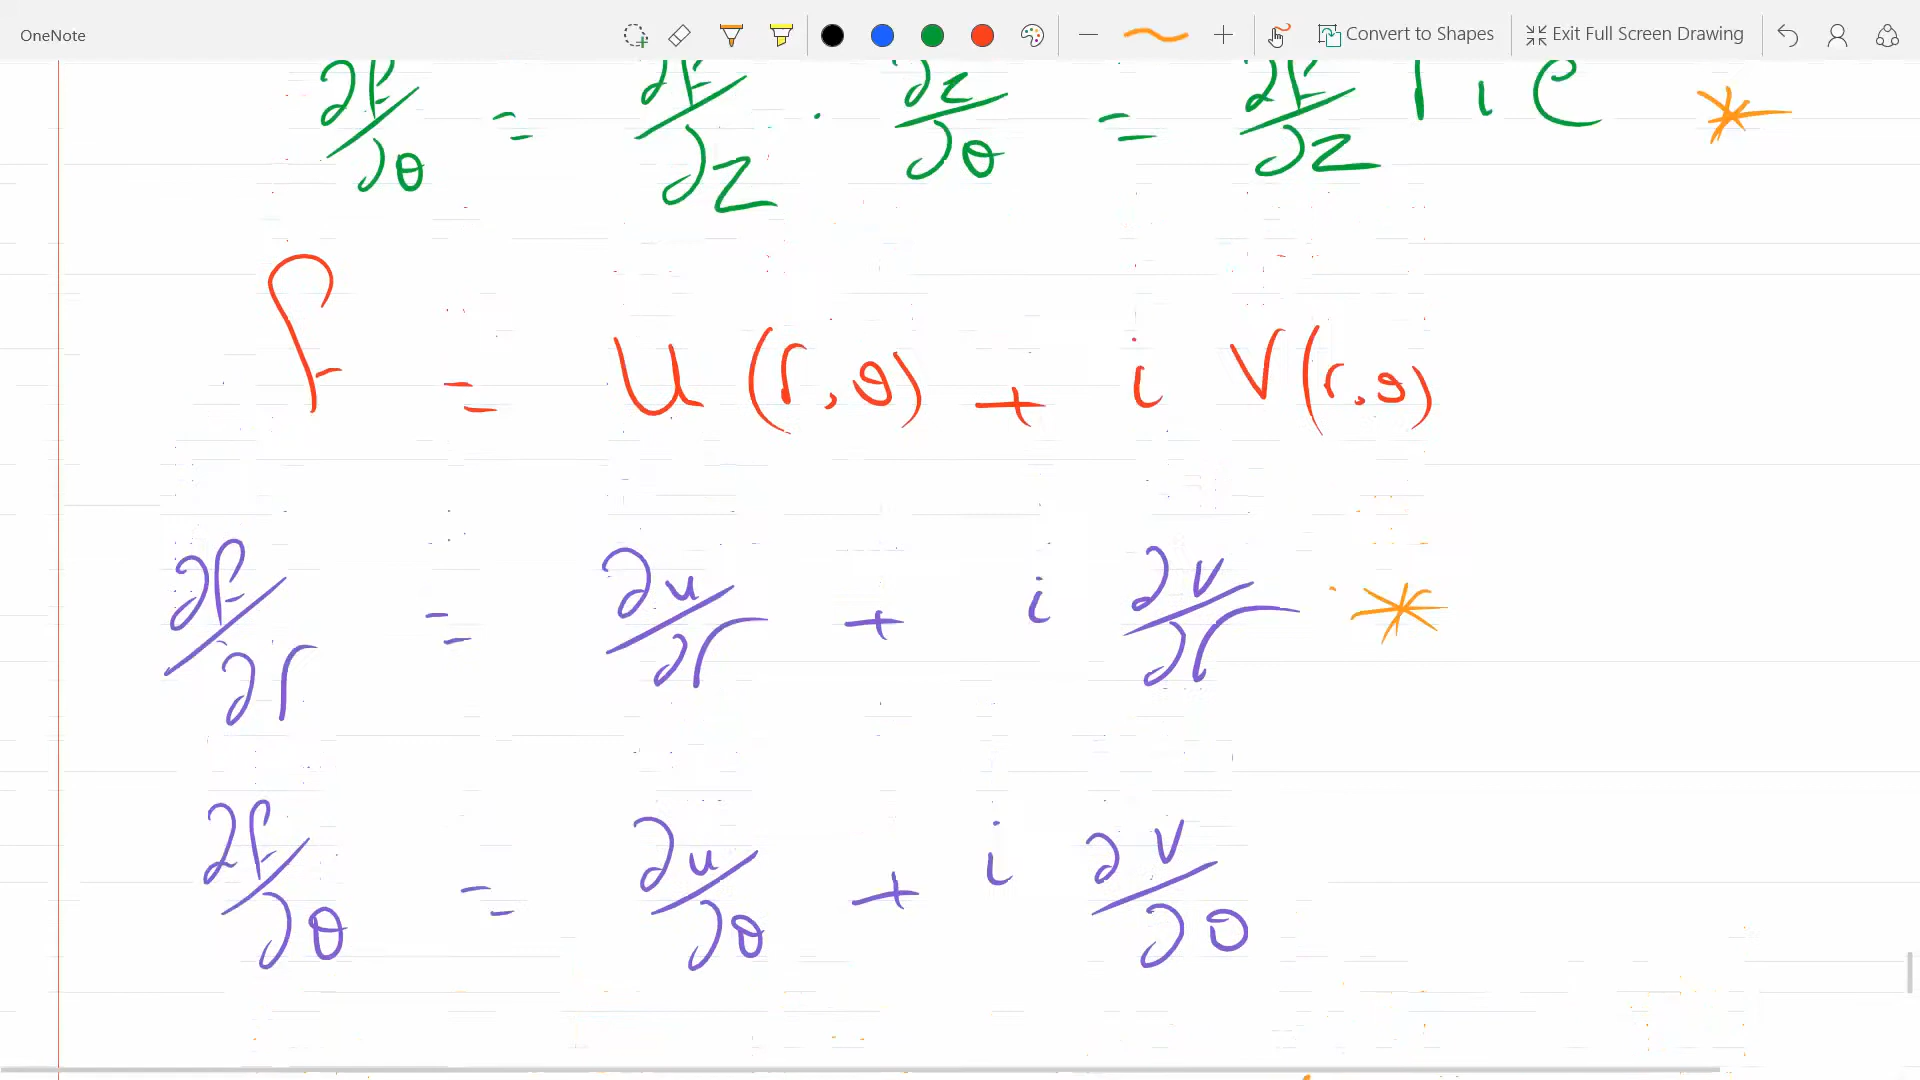 OneNote Convert to Shapes Exit Full Screen Drawing
∂f/∂θ = ∂f/∂z · ∂z/∂θ = ∂f/∂z r i e *
f = u (r, θ) + i v(r, θ)
∂f/∂r = ∂u/∂r + i ∂v/∂r *
∂f/∂θ = ∂u/∂θ + i ∂v/∂θ